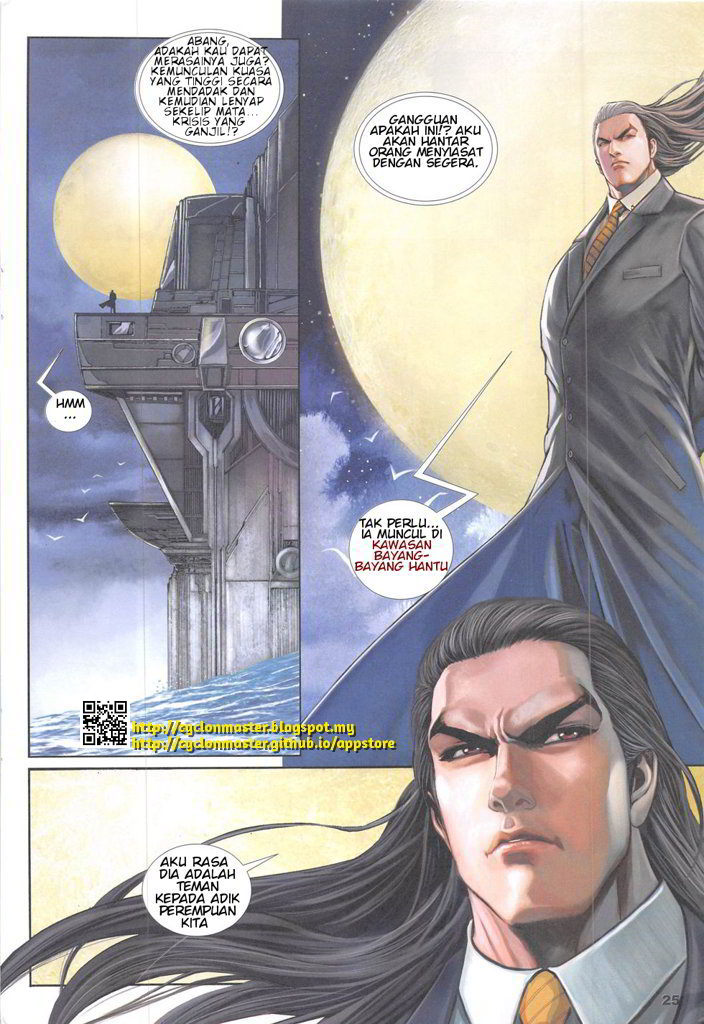 ABANG,
ADAKAH KAU DAPAT
MERASAINYA JUGA?
KEMUNCULAN KUASA
YANG TINGGI SECARA
MENDADAK DAN
KEMUDIAN LENYAP
SEKELIP MATA...
KRISIS YANG
GANJIL!?
HMM
...
GANGGUAN
APAKAH INI!? AKU
AKAN HANTAR
ORANG MENYIASAT
DENGAN SEGERA.
TAK PERLU...
IA MUNCUL DI
KAWASAN
BAYANG-
BAYANG HANTU
http://cyclonmaster.blogspot.my
http://cyclonmaster.github.io/appstore
AKU RASA
DIA ADALAH
TEMAN
KEPADA ADIK
PEREMPUAN
KITA
25